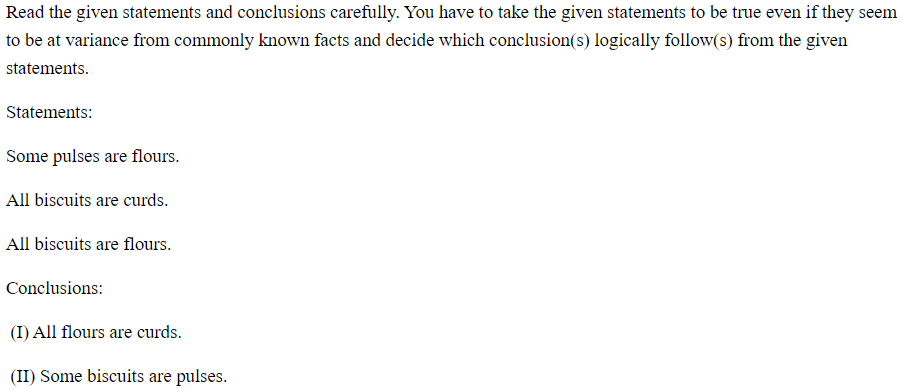 Read the given statements and conclusions carefully. You have to take the given statements to be true even if they seem
to be at variance from commonly known facts and decide which conclusion(s) logically follow(s) from the given
statements.
Statements:
Some pulses are flours.
All biscuits are curds.
All biscuits are flours.
Conclusions:
(I) All flours are curds.
(II) Some biscuits are pulses.